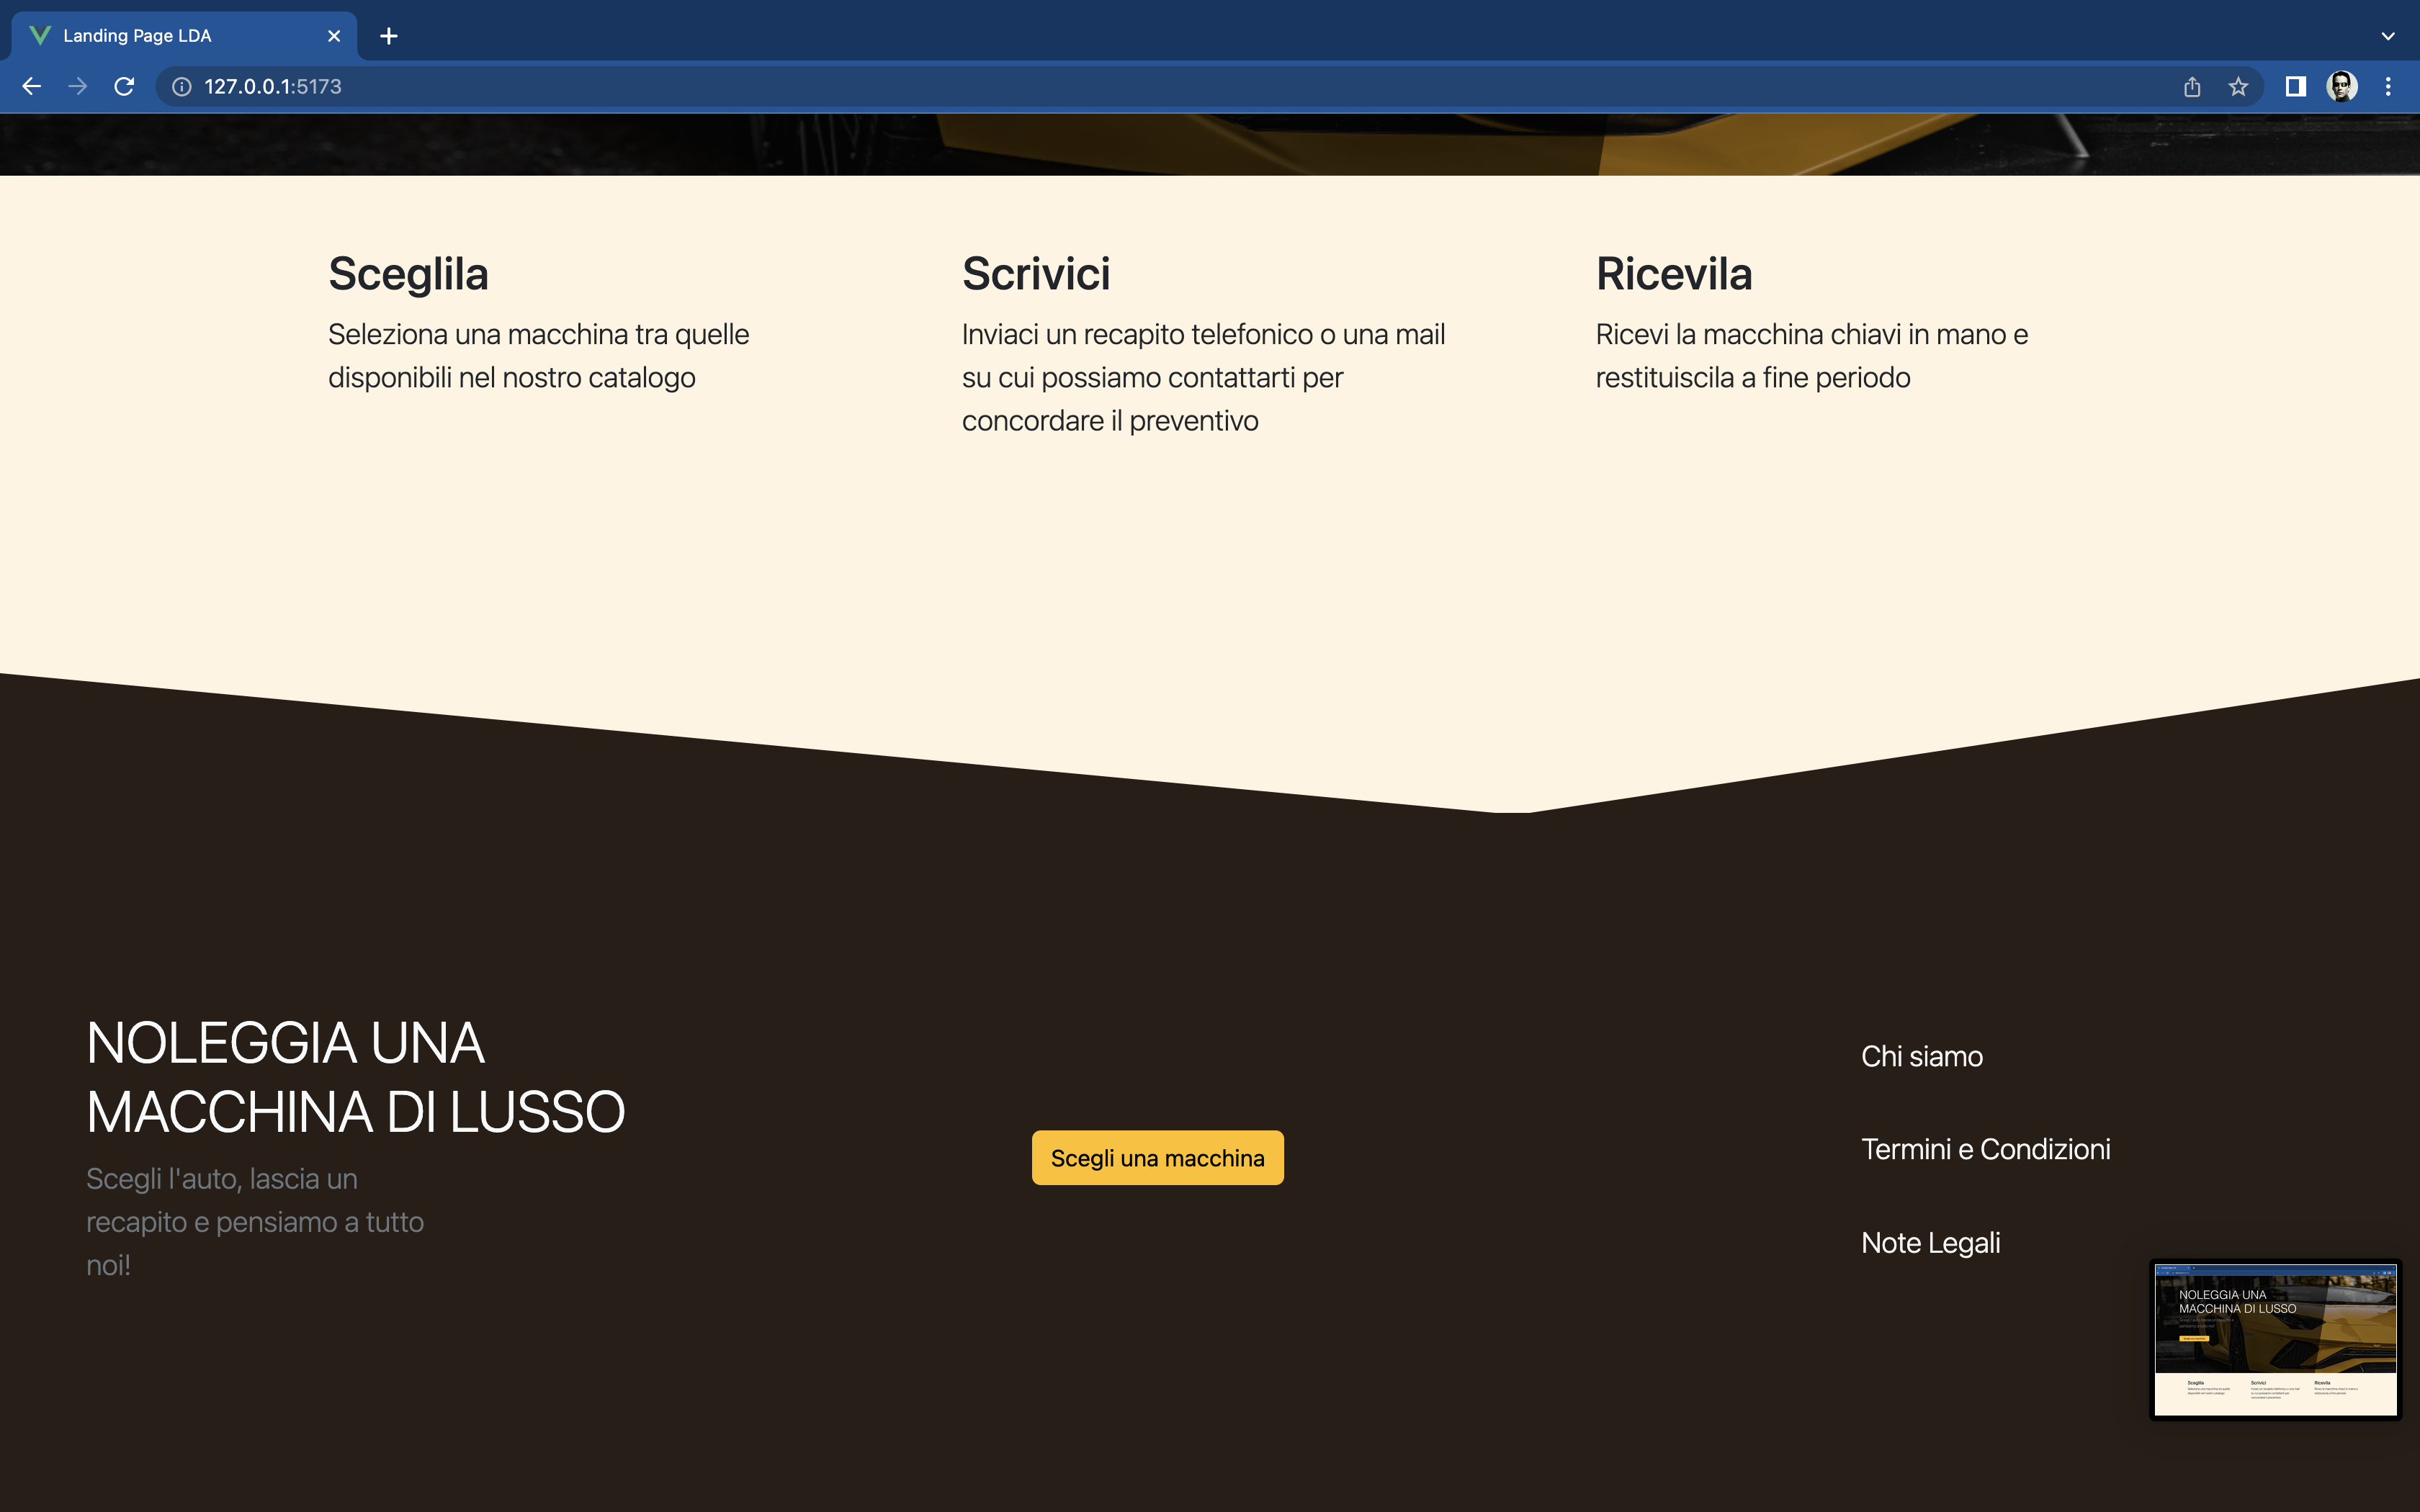 Landing Page LDA
127.0.0.1:5173
Sceglila
Seleziona una macchina tra quelle
disponibili nel nostro catalogo
Scrivici
Inviaci un recapito telefonico o una mail
su cui possiamo contattarti per
concordare il preventivo
Ricevila
Ricevi la macchina chiavi in mano e
restituiscila a fine periodo
NOLEGGIA UNA
MACCHINA DI LUSSO
Scegli l'auto, lascia un
recapito e pensiamo a tutto
noi!
Scegli una macchina
Chi siamo
Termini e Condizioni
Note Legali
NOLEGGIA UNA
MACCHINA DI LUSSO
Sceglila
Scrivici
Ricevila